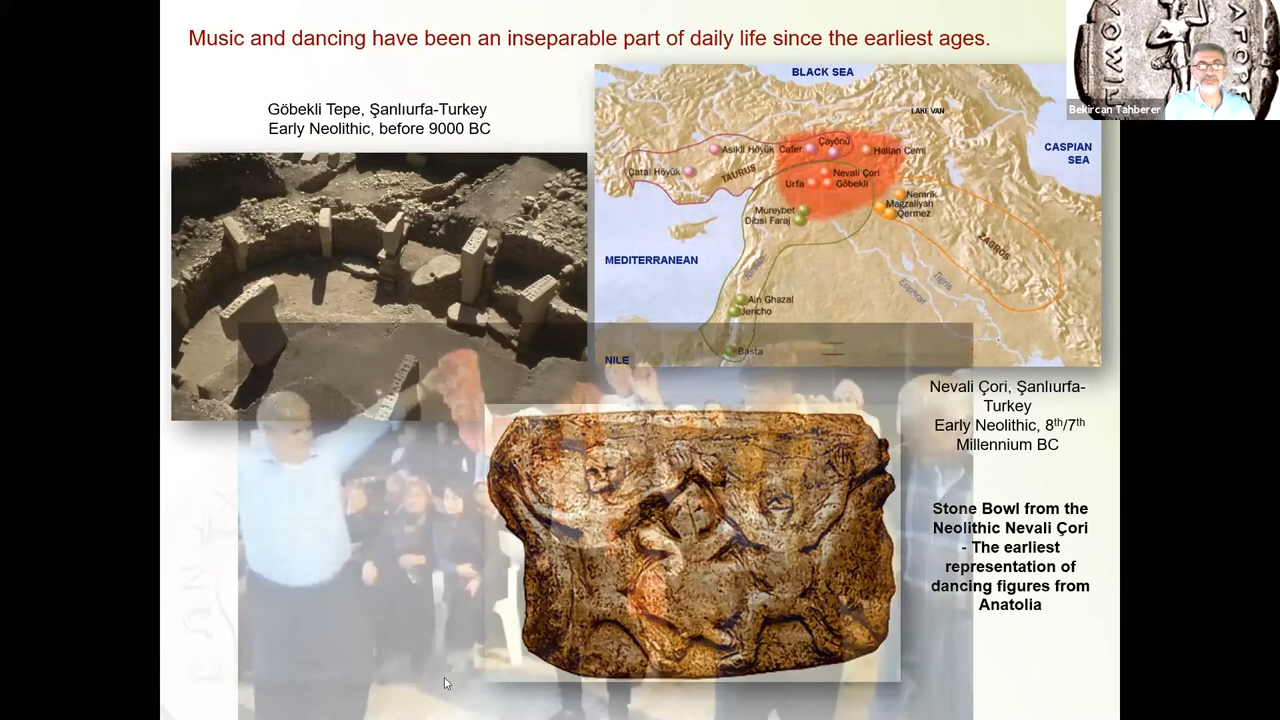 Music and dancing have been an inseparable part of daily life since the earliest ages.
Göbekli Tepe, Şanlıurfa-Turkey
Early Neolithic, before 9000 BC
BLACK SEA
LAKE VAN
CASPIAN
SEA
Asikli Höyük
Cafer
Çayönü
Hallan Cemi
Çatal Höyük
TAURUS
Nevali Çori
Urfa
Göbekli
Nemrik
Magzaliyah
Qermez
Mureybet
Dibsi Faraj
ZAGROS
MEDITERRANEAN
Tigris
Ain Ghazal
Jericho
Basta
NILE
Bekircan Tahberer
Nevali Çori, Şanlıurfa-
Turkey
Early Neolithic, 8th/7th
Millennium BC
Stone Bowl from the
Neolithic Nevali Çori
- The earliest
representation of
dancing figures from
Anatolia